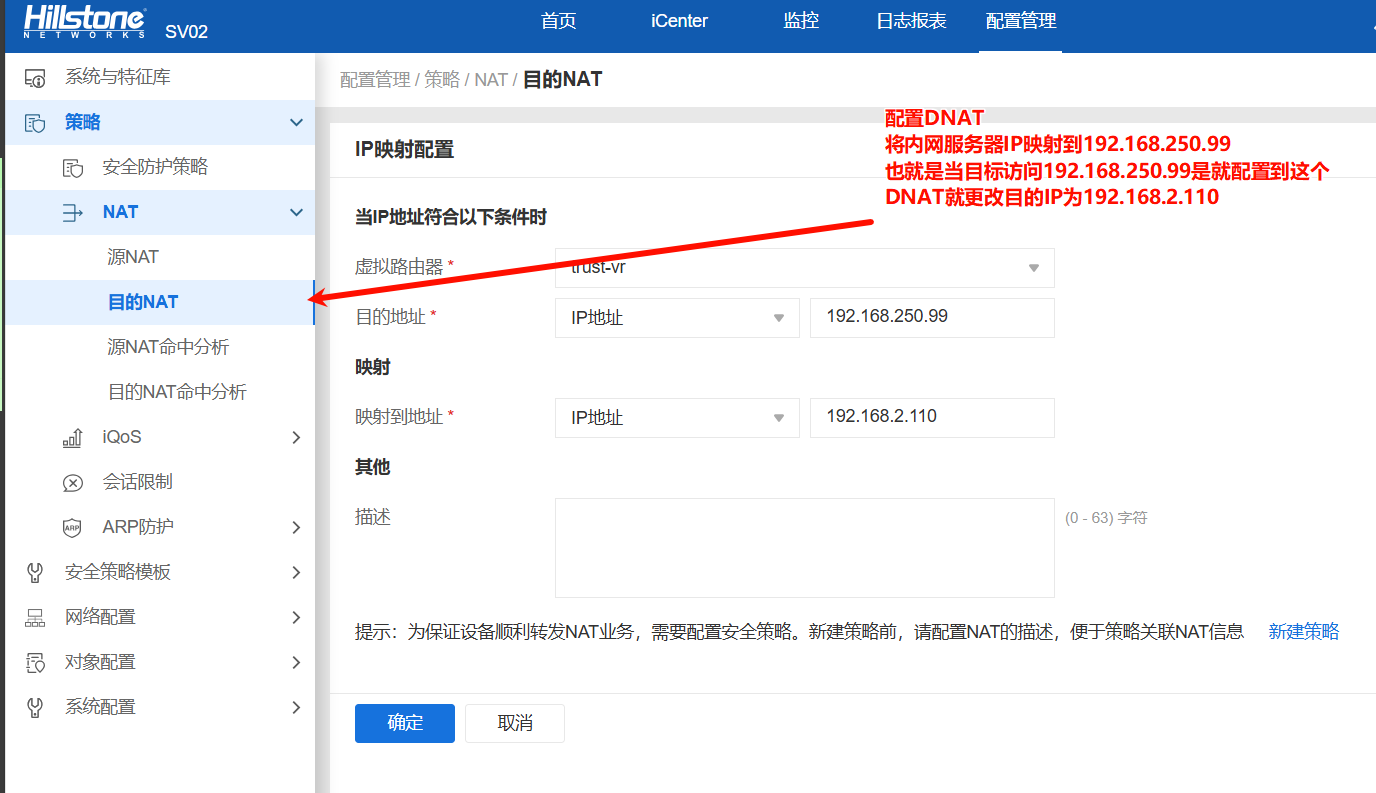 Hillstone
NETWORKS
SV02
首页
iCenter
监控
日志报表
配置管理
系统与特征库
策略
安全防护策略
NAT
源NAT
目的NAT
源NAT命中分析
目的NAT命中分析
iQoS
会话限制
ARP
ARP防护
安全策略模板
网络配置
对象配置
系统配置
配置管理 / 策略 / NAT / 目的NAT
配置DNAT
将内网服务器IP映射到192.168.250.99
也就是当目标访问192.168.250.99是就配置到这个
DNAT就更改目的IP为192.168.2.110
IP映射配置
当IP地址符合以下条件时
虚拟路由器 *
trust-vr
目的地址 *
IP地址
192.168.250.99
映射
映射到地址 *
IP地址
192.168.2.110
其他
描述
(0 - 63) 字符
提示：为保证设备顺利转发NAT业务，需要配置安全策略。新建策略前，请配置NAT的描述，便于策略关联NAT信息 新建策略
确定
取消